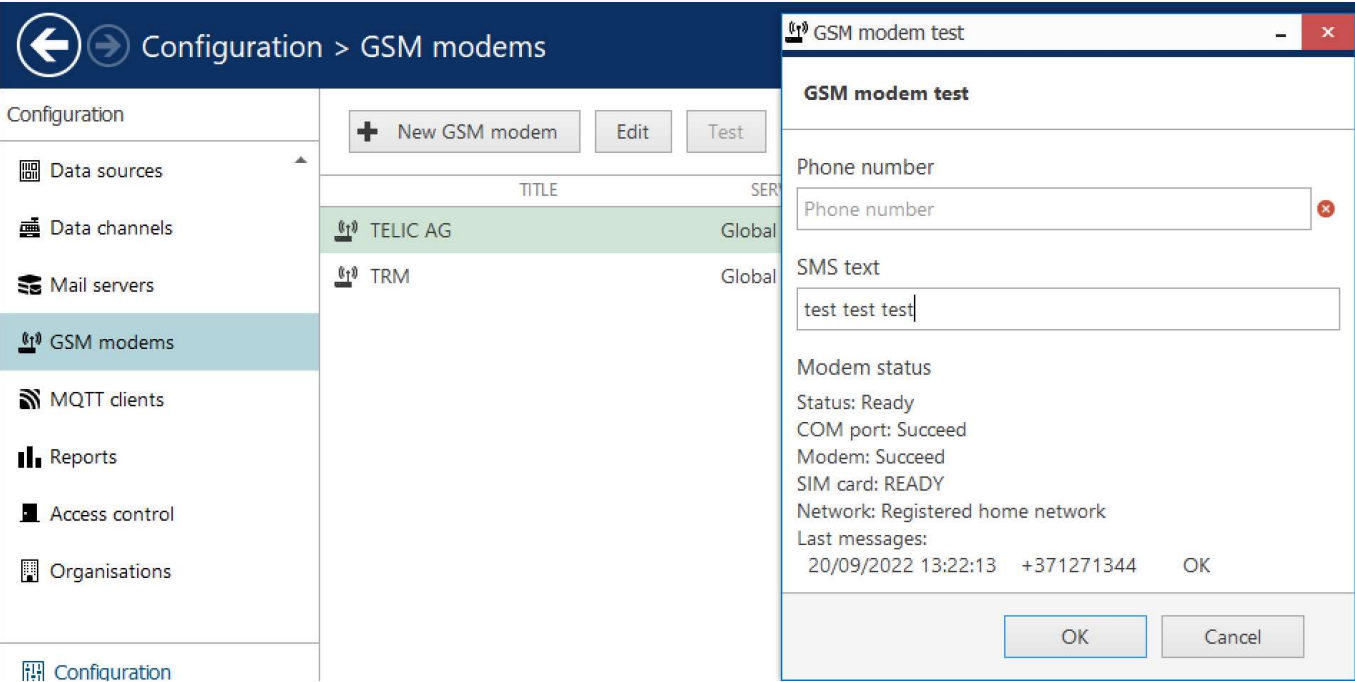 Configuration > GSM modems
Configuration
Data sources
Data channels
Mail servers
GSM modems
MQTT clients
Reports
Access control
Organisations
Configuration
New GSM modem Edit Test
TITLE SER
TELIC AG Global
TRM Global
GSM modem test
GSM modem test
Phone number
Phone number
SMS text
test test test
Modem status
Status: Ready
COM port: Succeed
Modem: Succeed
SIM card: READY
Network: Registered home network
Last messages:
20/09/2022 13:22:13 +371271344 OK
OK Cancel